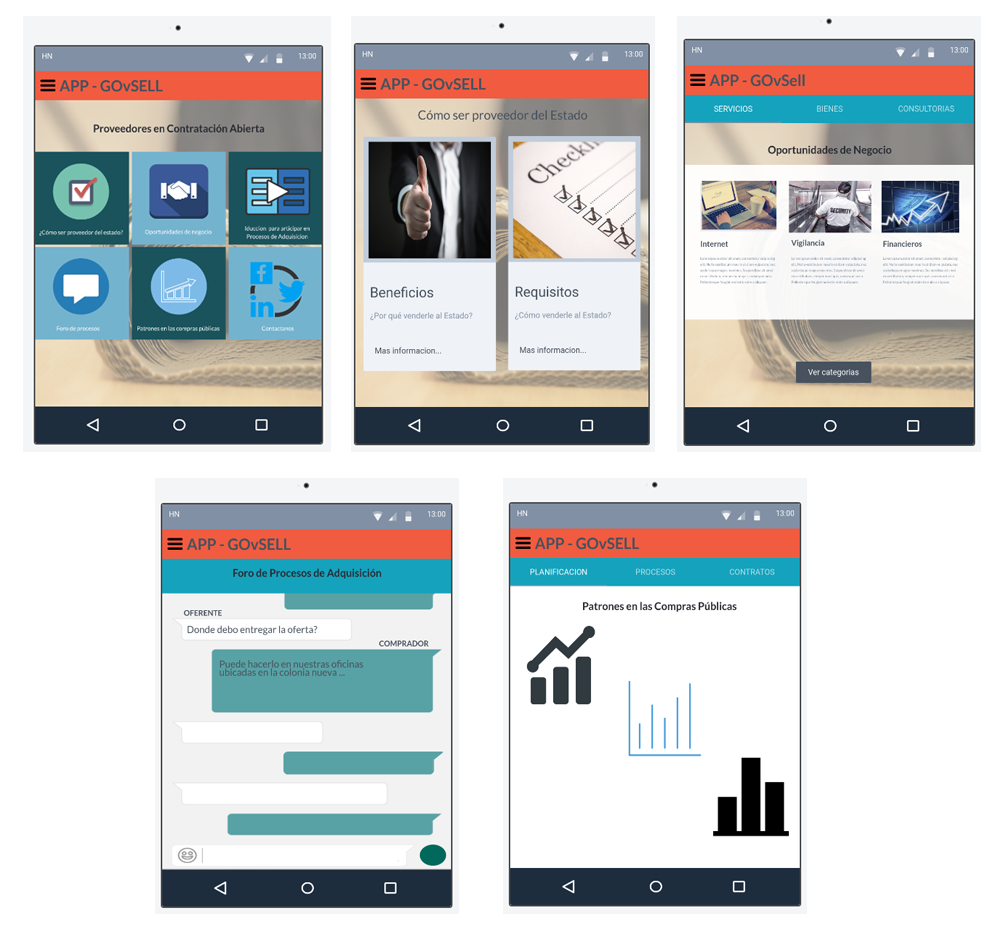 HN 13:00
APP - GOvSELL
Proveedores en Contratación Abierta
¿Cómo ser proveedor del estado?
Oportunidades de negocio
Iduccion para articipar en
Procesos de Adquisicion
Foro de procesos
Patrones en las compras públicas
Contactanos
HN 13:00
APP - GOvSELL
Cómo ser proveedor del Estado
Checkli
Beneficios
¿Por qué venderle al Estado?
Mas informacion...
Requisitos
¿Cómo venderle al Estado?
Mas informacion...
HN 13:00
APP - GOvSell
SERVICIOS BIENES CONSULTORIAS
Oportunidades de Negocio
SECURITY
Internet
Vigilancia
Financieros
Ver categorias
HN 13:00
APP - GOvSELL
Foro de Procesos de Adquisición
OFERENTE
Donde debo entregar la oferta?
COMPRADOR
Puede hacerlo en nuestras oficinas
ubicadas en la colonia nueva ...
HN 13:00
APP - GOvSELL
PLANIFICACION PROCESOS CONTRATOS
Patrones en las Compras Públicas